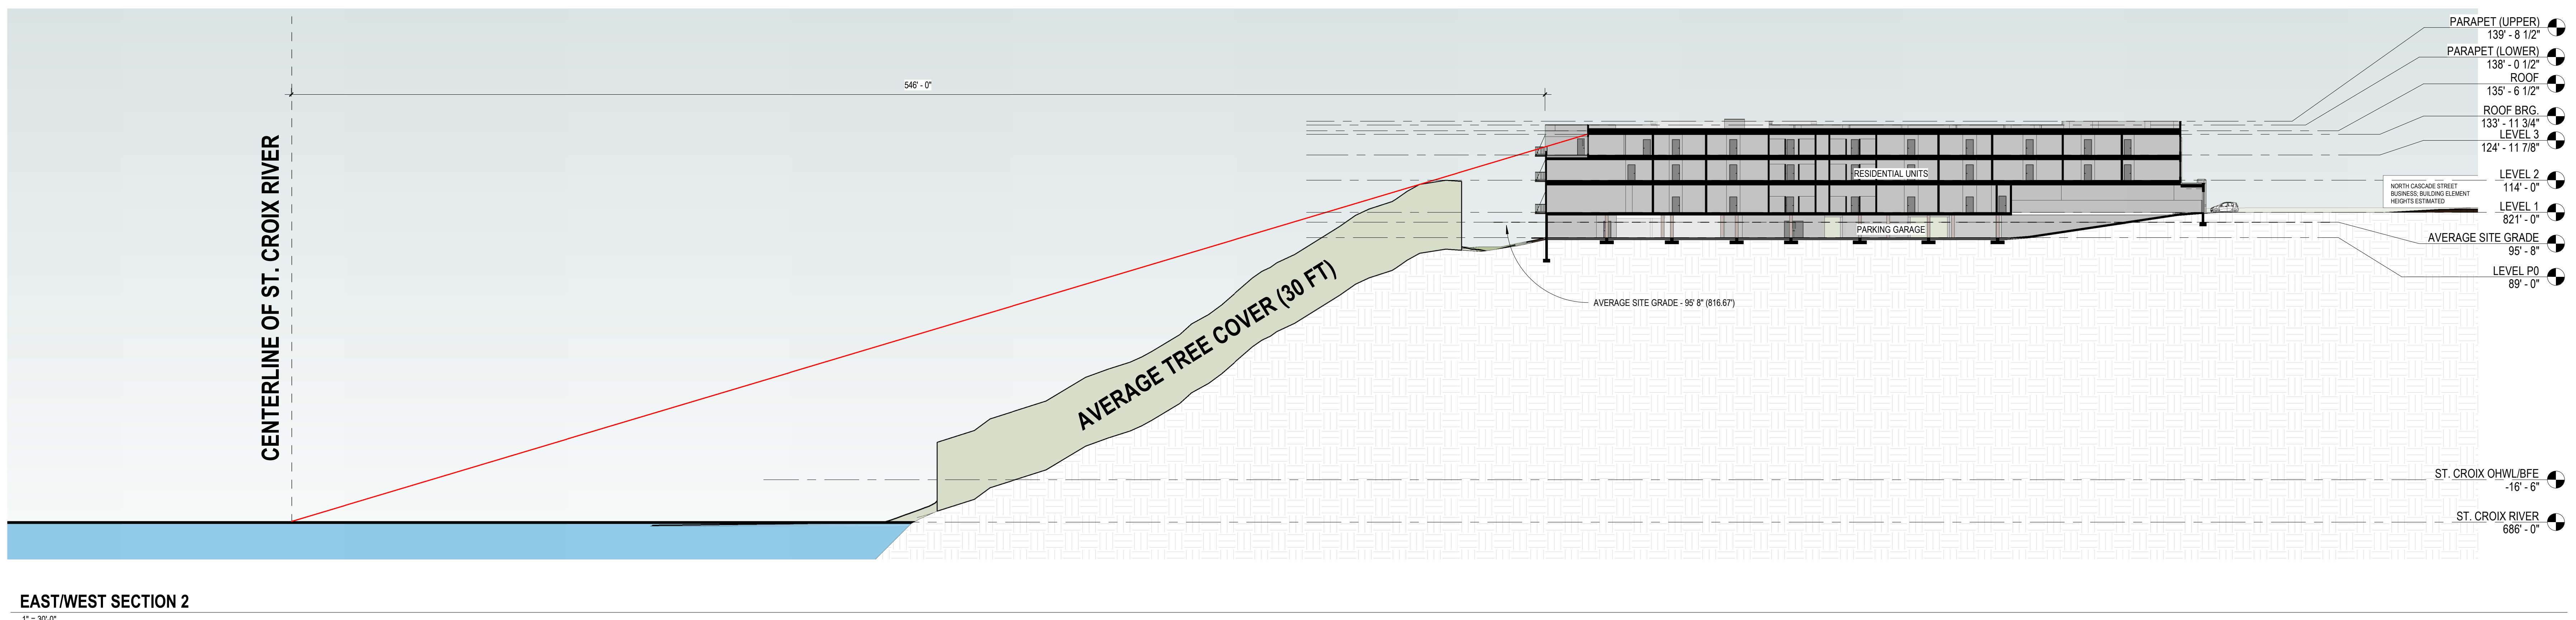 PARAPET (UPPER)
139' - 8 1/2"
PARAPET (LOWER)
138' - 0 1/2"
ROOF
135' - 6 1/2"
ROOF BRG.
133' - 11 3/4"
LEVEL 3
124' - 11 7/8"
LEVEL 2
114' - 0"
LEVEL 1
821' - 0"
AVERAGE SITE GRADE
95' - 8"
LEVEL P0
89' - 0"
546' - 0"
CENTERLINE OF ST. CROIX RIVER
RESIDENTIAL UNITS
PARKING GARAGE
NORTH CASCADE STREET
BUSINESS; BUILDING ELEMENT
HEIGHTS ESTIMATED
AVERAGE TREE COVER (30 FT)
AVERAGE SITE GRADE - 95' 8" (816.67')
ST. CROIX OHWL/BFE
-16' - 6"
ST. CROIX RIVER
686' - 0"
EAST/WEST SECTION 2
1" = 30'-0"